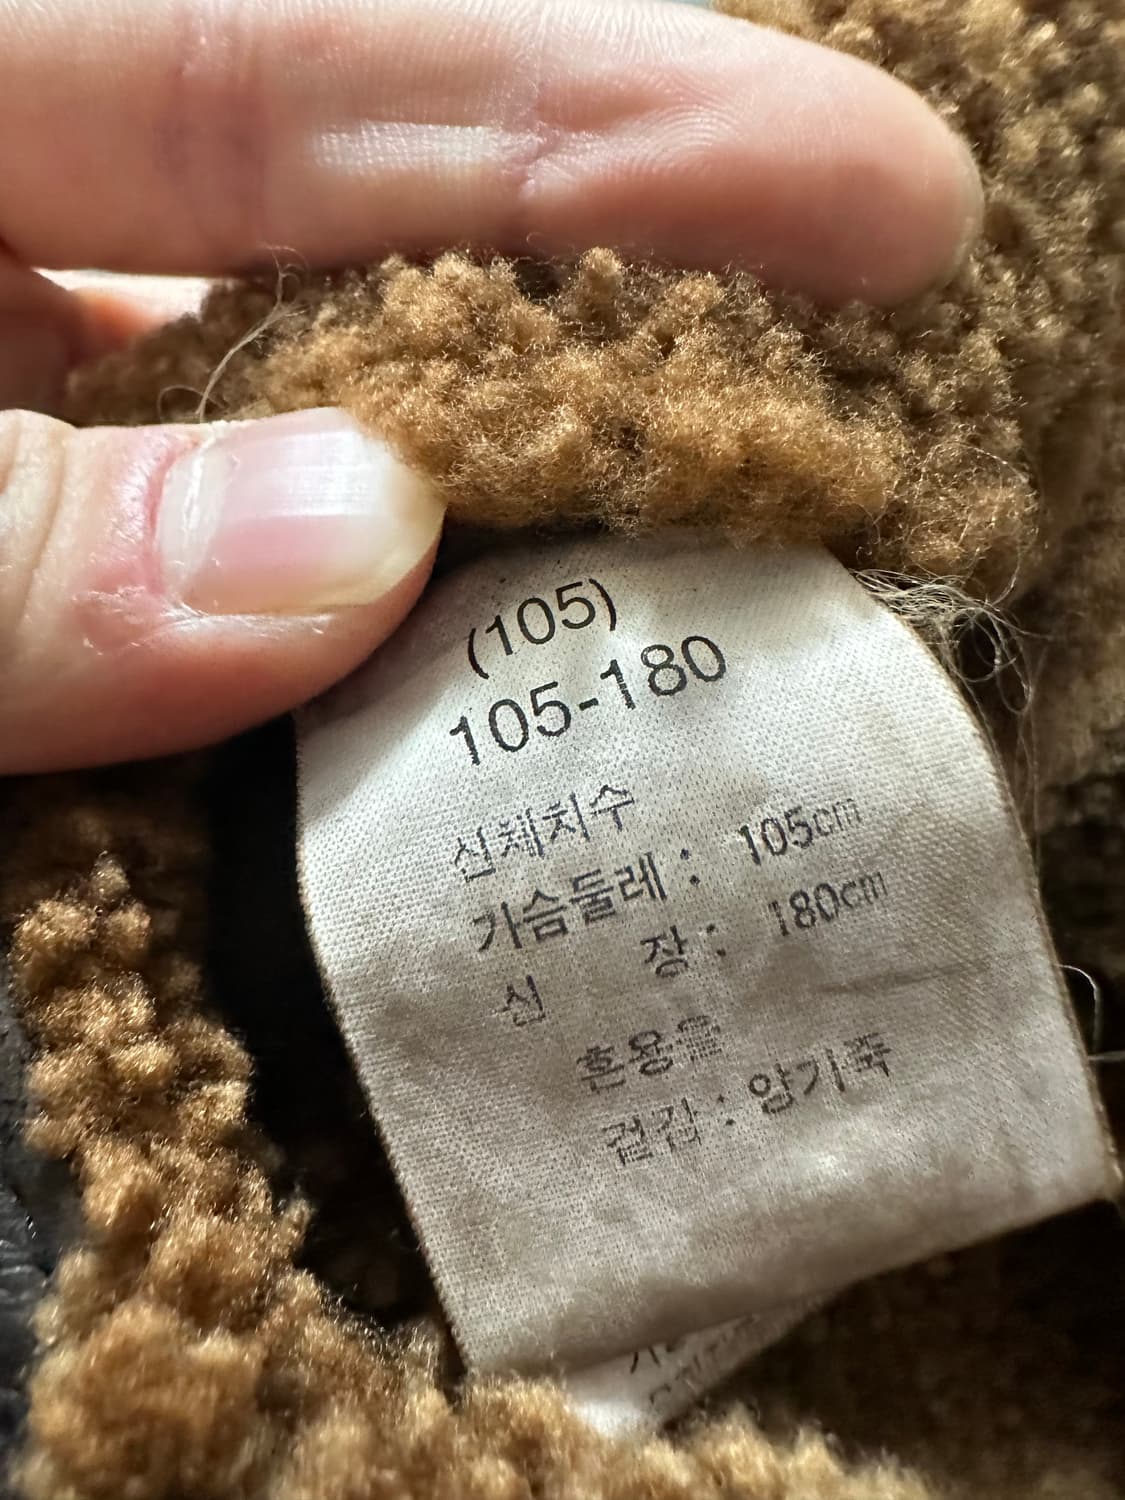 (105)
105-180
신체치수
가슴둘레 : 105cm
신 장 : 180cm
혼용율
겉감 : 양가죽